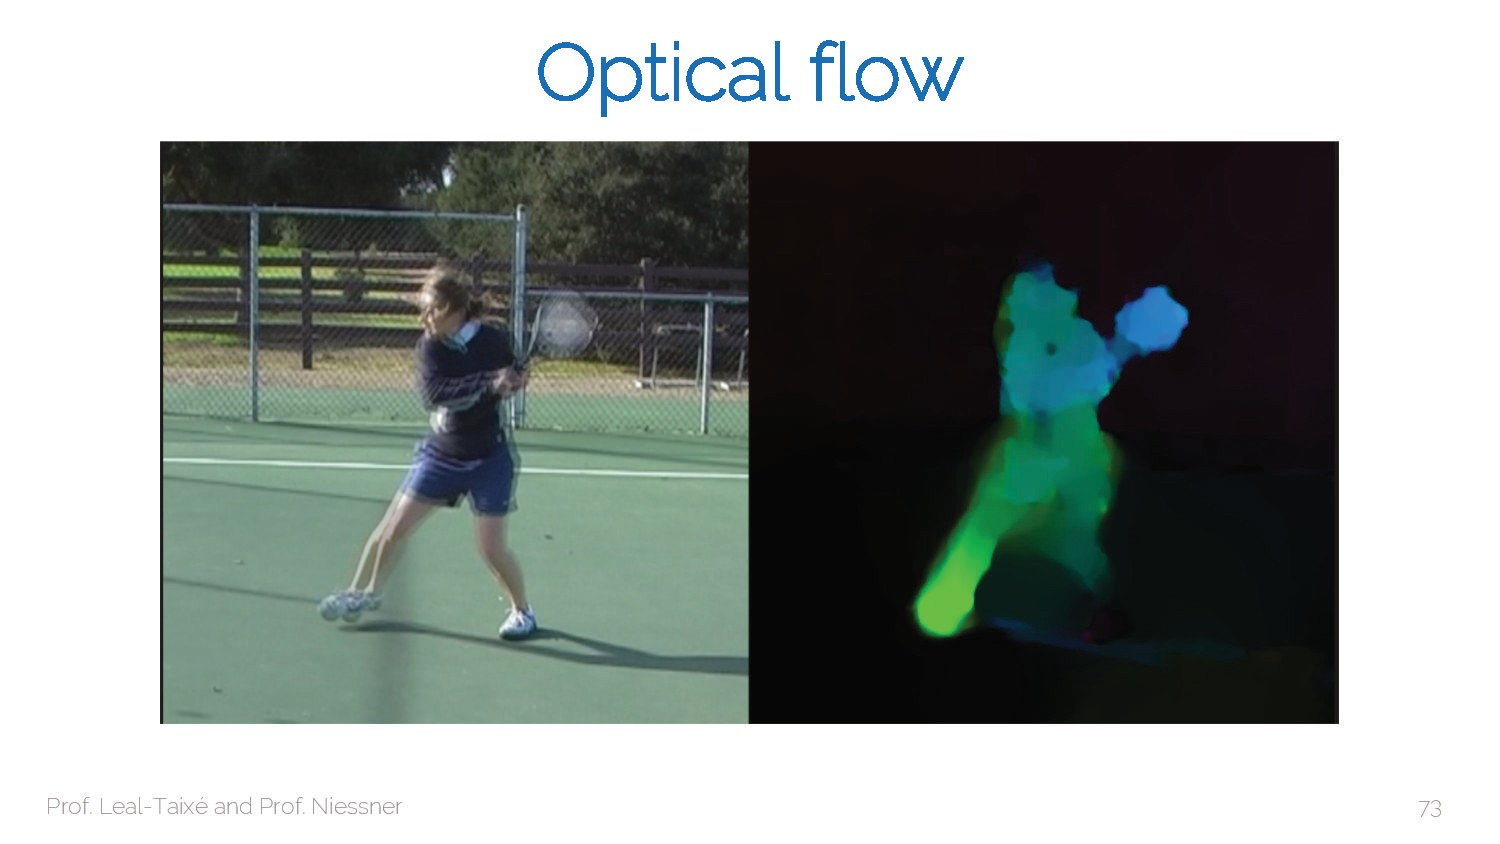 Optical flow
Prof. Leal-Taixé and Prof. Niessner
73